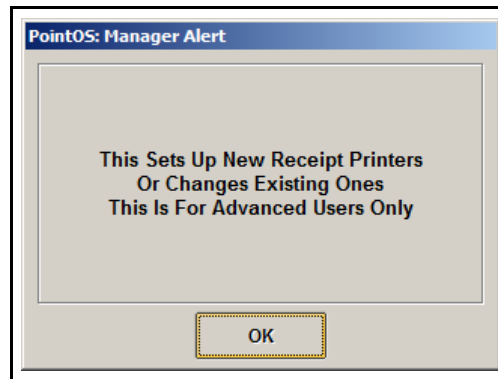 PointOS: Manager Alert
This Sets Up New Receipt Printers
Or Changes Existing Ones
This Is For Advanced Users Only
OK